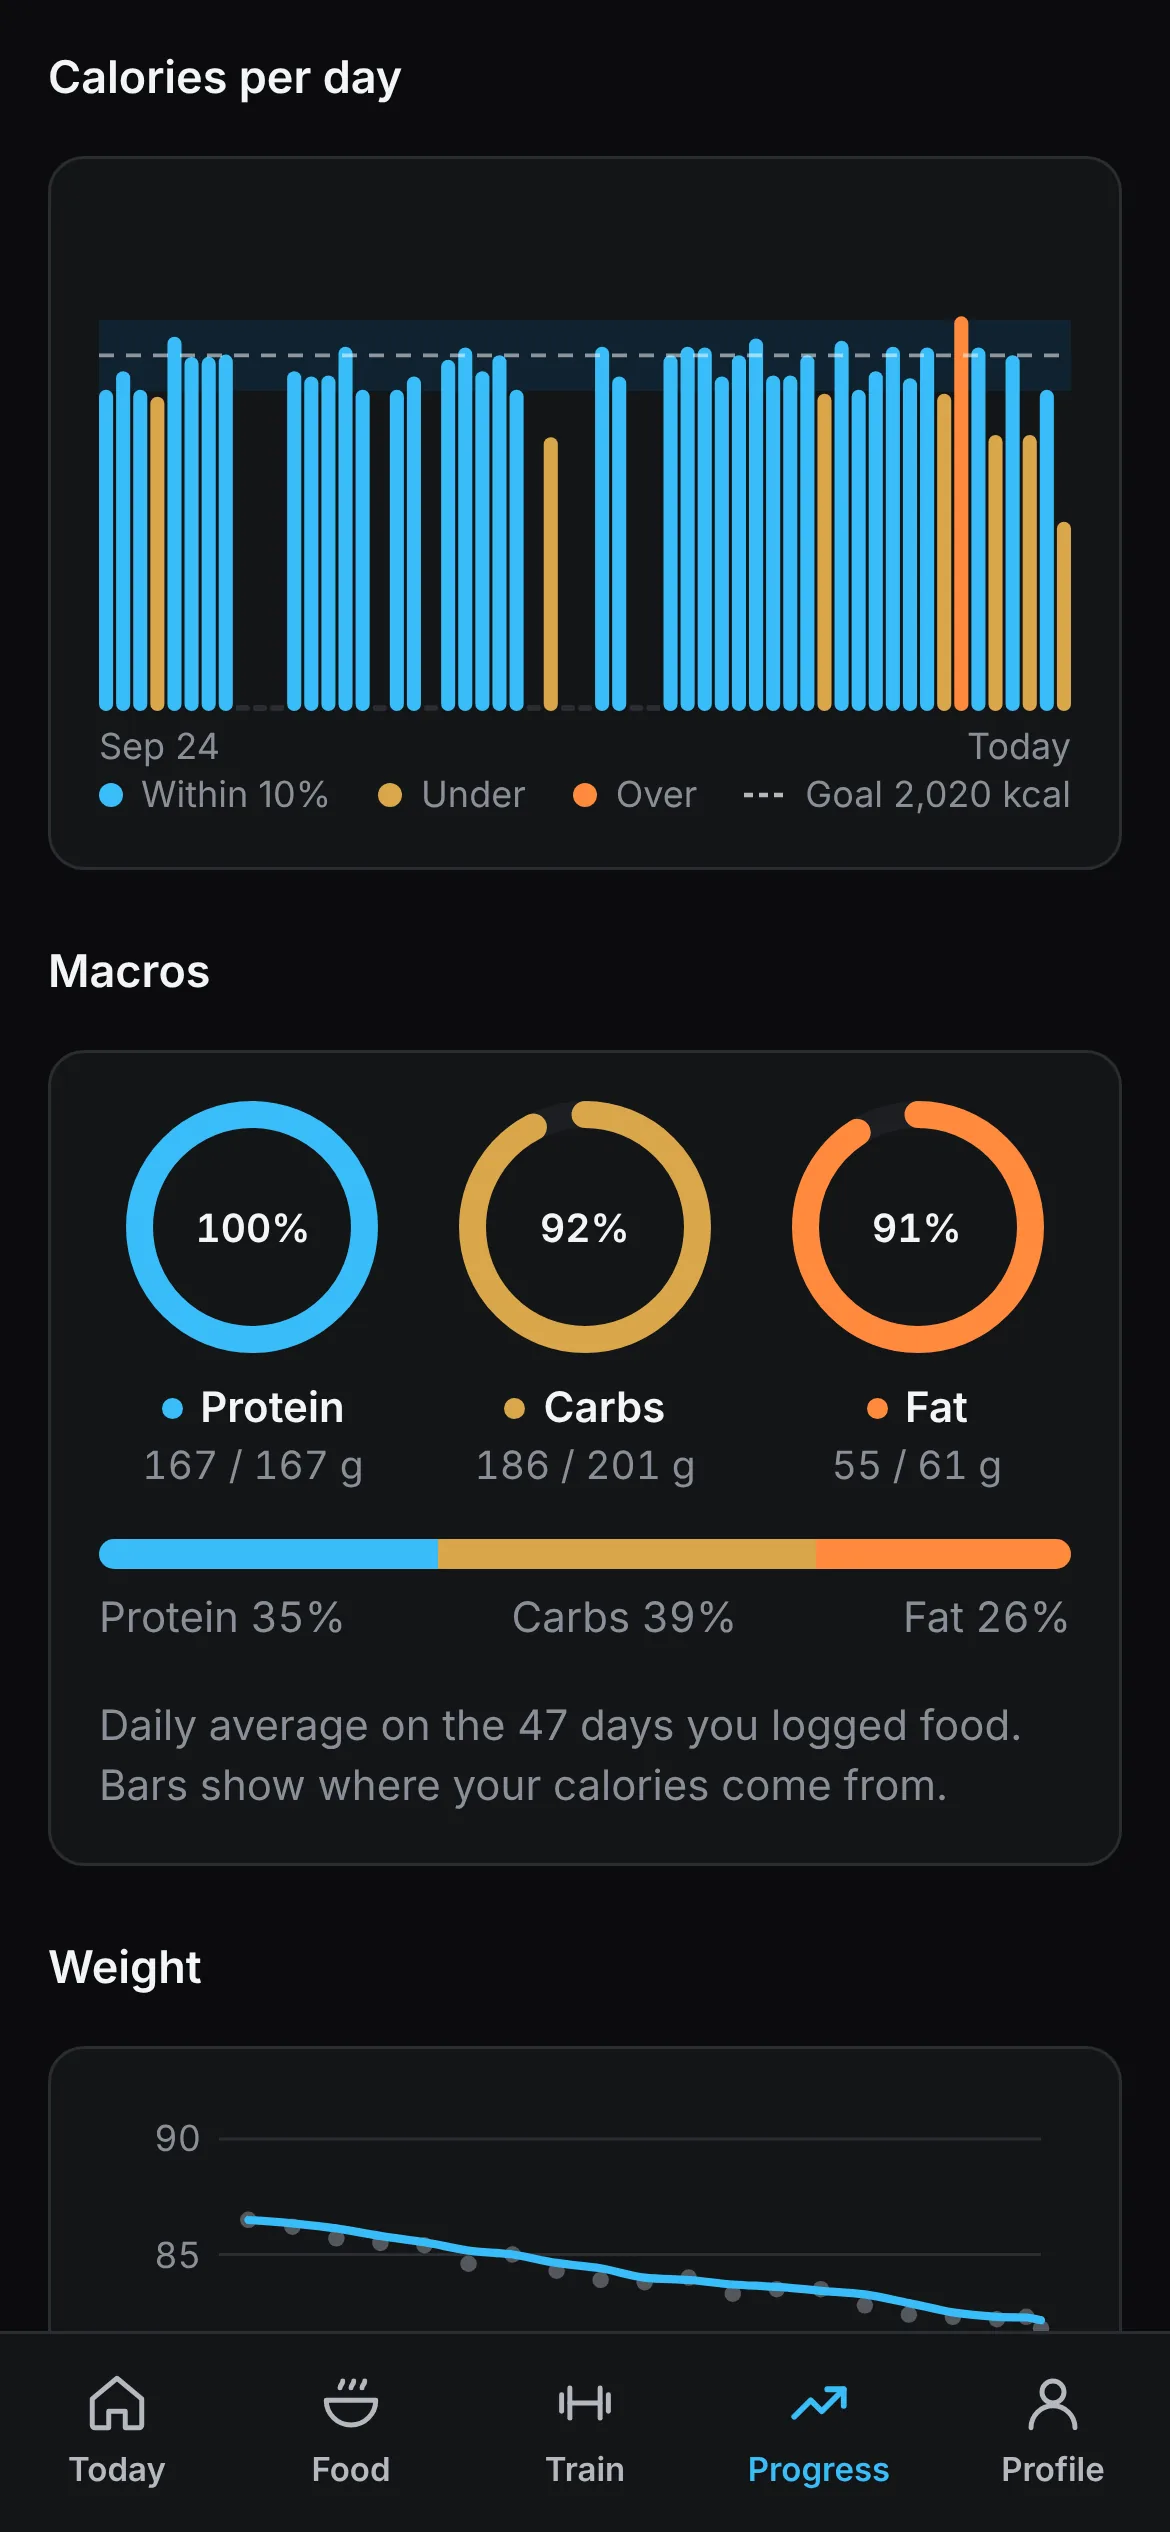 Calories per day
Sep 24 Today
Within 10% Under Over Goal 2,020 kcal
Macros
100% 92% 91%
Protein Carbs Fat
167 / 167 g 186 / 201 g 55 / 61 g
Protein 35% Carbs 39% Fat 26%
Daily average on the 47 days you logged food.
Bars show where your calories come from.
Weight
90
85
Today Food Train Progress Profile